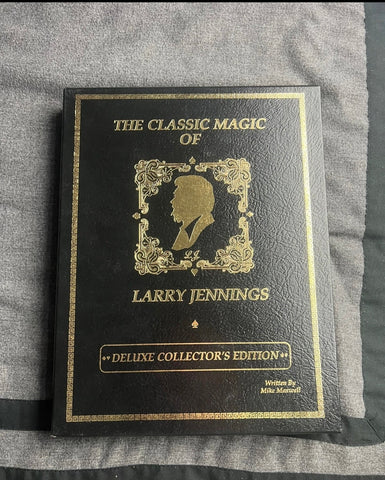 THE CLASSIC MAGIC
OF
L.J.
LARRY JENNINGS
DELUXE COLLECTOR'S EDITION
Written By
Mike Maxwell